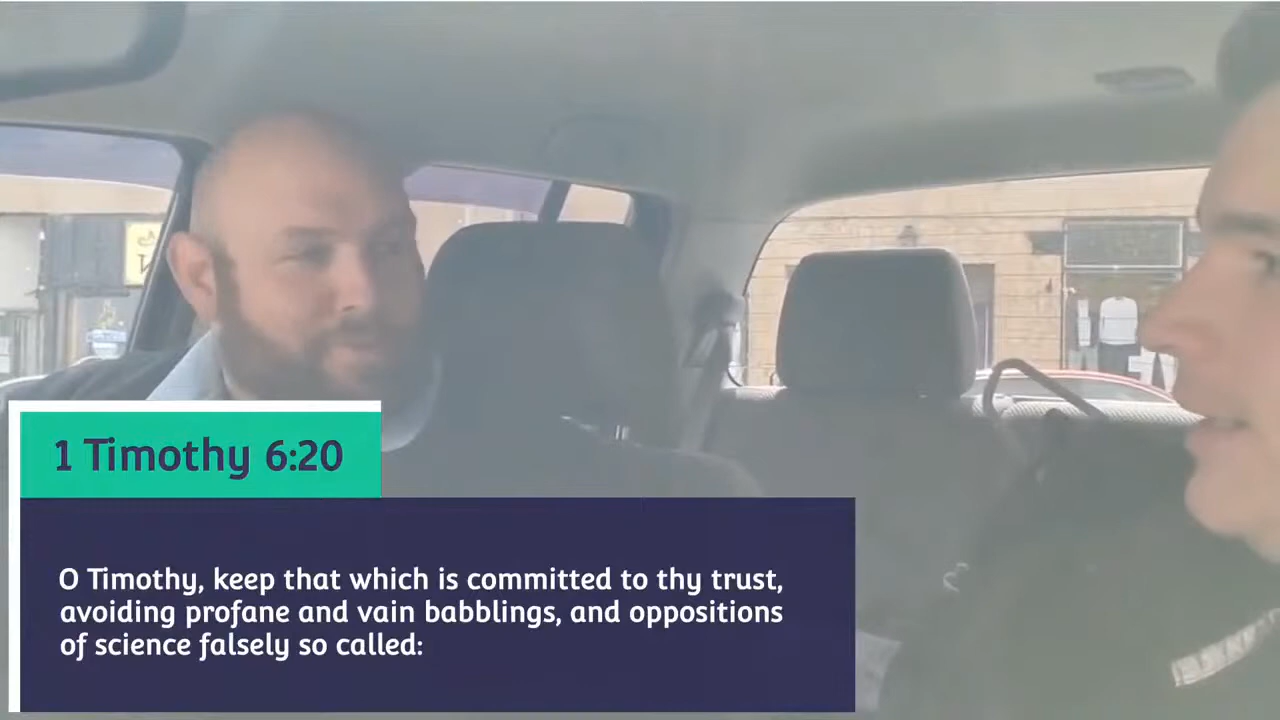 1 Timothy 6:20
O Timothy, keep that which is committed to thy trust,
avoiding profane and vain babblings, and oppositions
of science falsely so called: